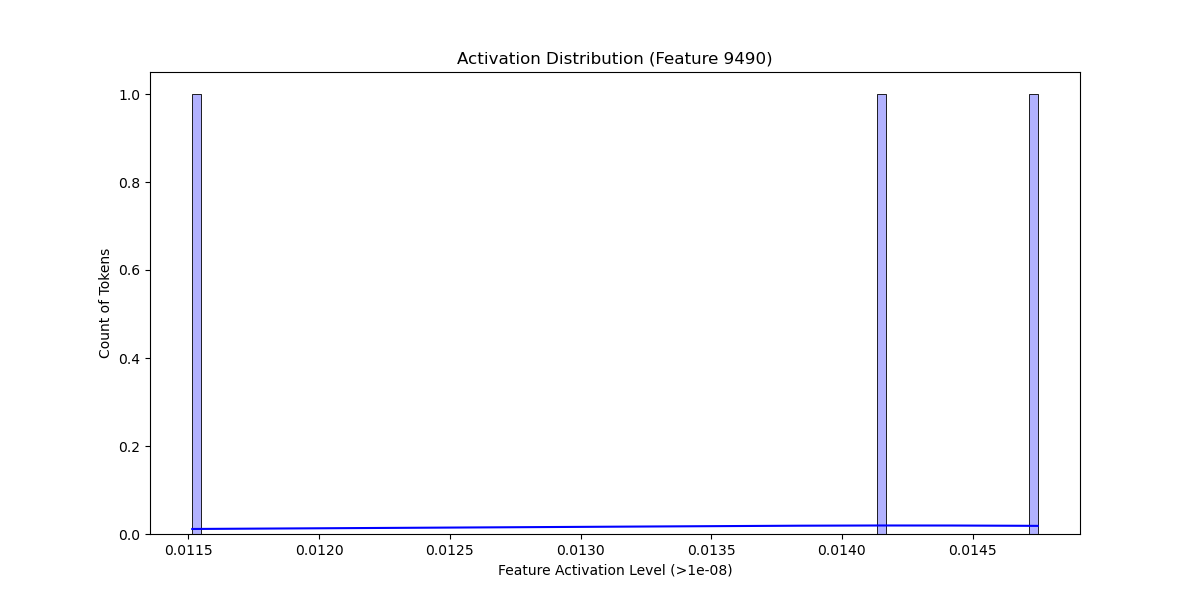 Activation Distribution (Feature 9490)
1.0
0.8
0.6
0.4
0.2
0.0
Count of Tokens
0.0115 0.0120 0.0125 0.0130 0.0135 0.0140 0.0145
Feature Activation Level (>1e-08)